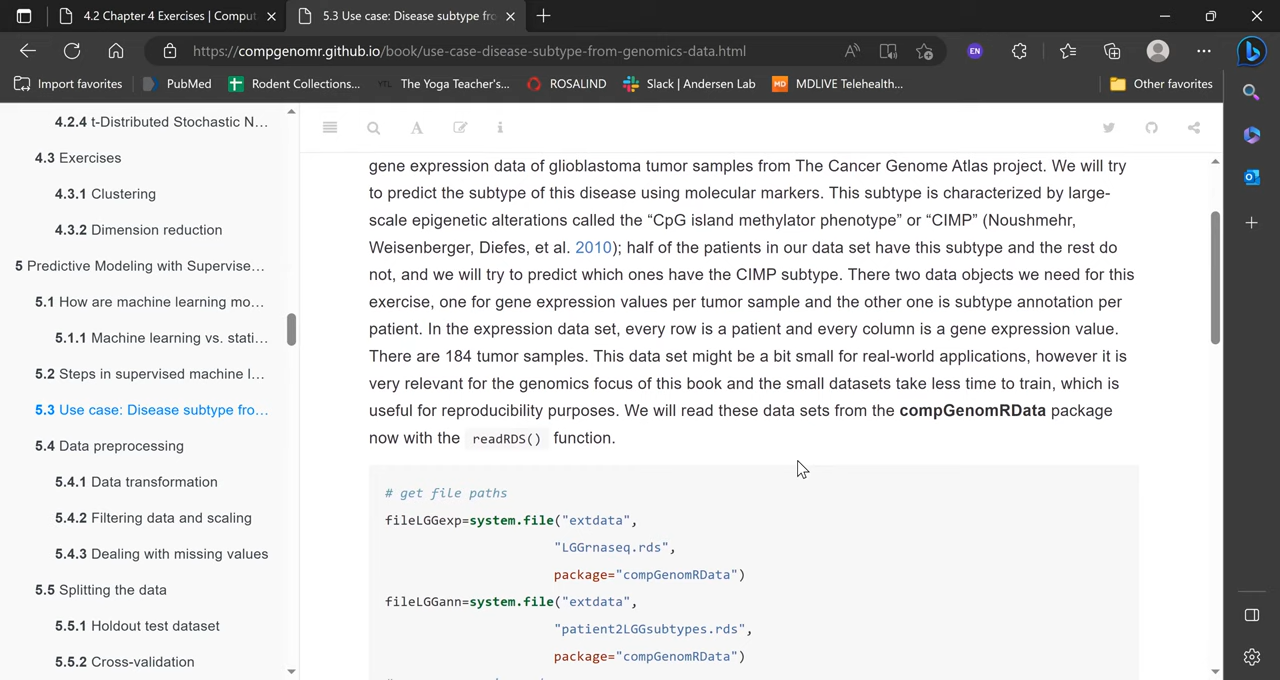 4.2 Chapter 4 Exercises | Comput
5.3 Use case: Disease subtype fro
https://compgenomr.github.io/book/use-case-disease-subtype-from-genomics-data.html
EN
Import favorites
PubMed
Rodent Collections...
YTC The Yoga Teacher's...
ROSALIND
Slack | Andersen Lab
MD MDLIVE Telehealth...
Other favorites
4.2.4 t-Distributed Stochastic N...
4.3 Exercises
4.3.1 Clustering
4.3.2 Dimension reduction
5 Predictive Modeling with Supervise...
5.1 How are machine learning mo...
5.1.1 Machine learning vs. stati...
5.2 Steps in supervised machine l...
5.3 Use case: Disease subtype fro...
5.4 Data preprocessing
5.4.1 Data transformation
5.4.2 Filtering data and scaling
5.4.3 Dealing with missing values
5.5 Splitting the data
5.5.1 Holdout test dataset
5.5.2 Cross-validation
gene expression data of glioblastoma tumor samples from The Cancer Genome Atlas project. We will try
to predict the subtype of this disease using molecular markers. This subtype is characterized by large-
scale epigenetic alterations called the “CpG island methylator phenotype” or “CIMP” (Noushmehr,
Weisenberger, Diefes, et al. 2010); half of the patients in our data set have this subtype and the rest do
not, and we will try to predict which ones have the CIMP subtype. There two data objects we need for this
exercise, one for gene expression values per tumor sample and the other one is subtype annotation per
patient. In the expression data set, every row is a patient and every column is a gene expression value.
There are 184 tumor samples. This data set might be a bit small for real-world applications, however it is
very relevant for the genomics focus of this book and the small datasets take less time to train, which is
useful for reproducibility purposes. We will read these data sets from the compGenomRData package
now with the readRDS() function.
# get file paths
fileLGGexp=system.file("extdata",
"LGGrnaseq.rds",
package="compGenomRData")
fileLGGann=system.file("extdata",
"patient2LGGsubtypes.rds",
package="compGenomRData")